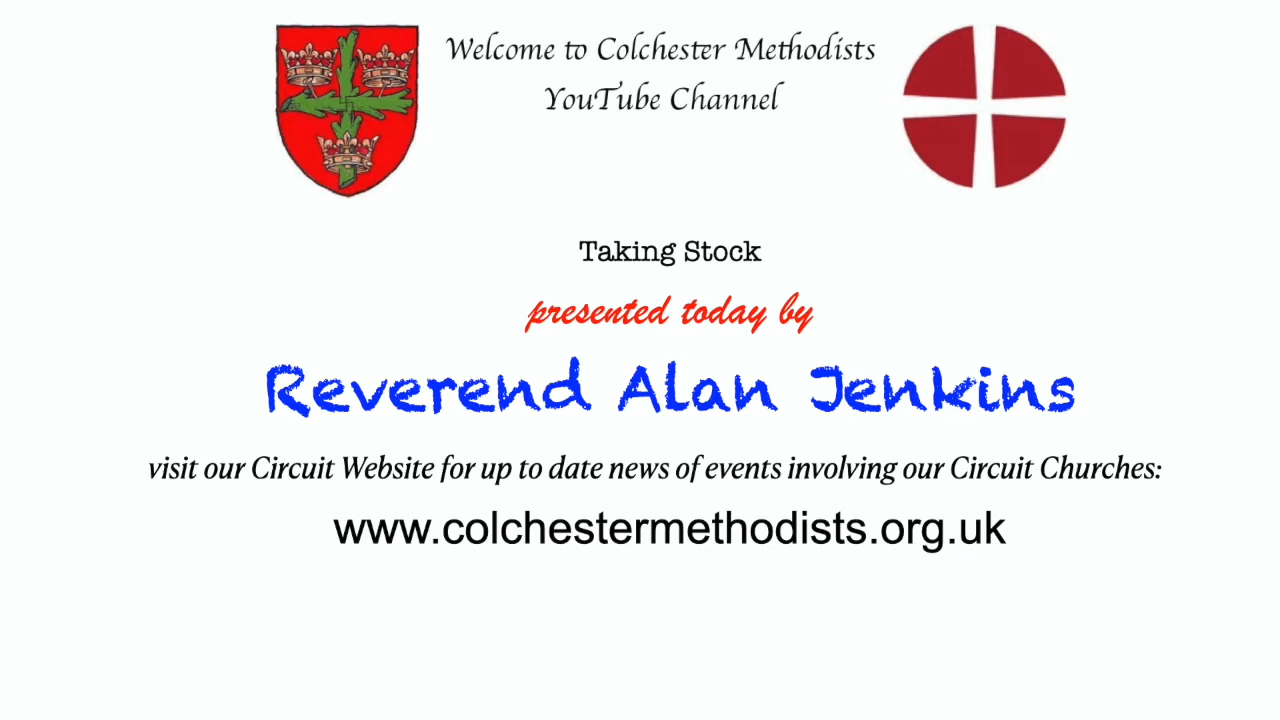 Welcome to Colchester Methodists
YouTube Channel
Taking Stock
presented today by
Reverend Alan Jenkins
visit our Circuit Website for up to date news of events involving our Circuit Churches:
www.colchestermethodists.org.uk